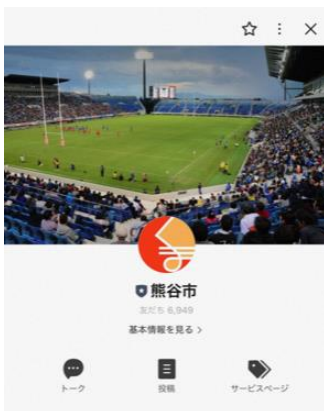 熊谷市
友だち 6,949
基本情報を見る >
トーク
投稿
サービスページ